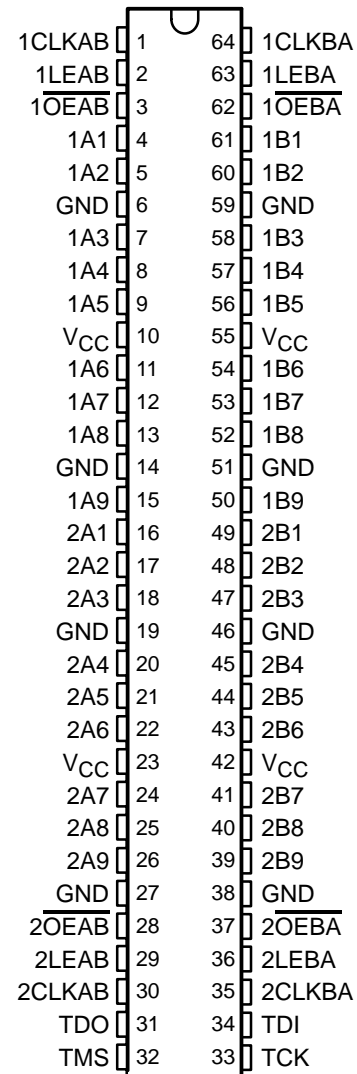 1CLKAB 1 64 1CLKBA
1LEAB 2 63 1LEBA
1O̅E̅A̅B̅ 3 62 1O̅E̅B̅A̅
1A1 4 61 1B1
1A2 5 60 1B2
GND 6 59 GND
1A3 7 58 1B3
1A4 8 57 1B4
1A5 9 56 1B5
VCC 10 55 VCC
1A6 11 54 1B6
1A7 12 53 1B7
1A8 13 52 1B8
GND 14 51 GND
1A9 15 50 1B9
2A1 16 49 2B1
2A2 17 48 2B2
2A3 18 47 2B3
GND 19 46 GND
2A4 20 45 2B4
2A5 21 44 2B5
2A6 22 43 2B6
VCC 23 42 VCC
2A7 24 41 2B7
2A8 25 40 2B8
2A9 26 39 2B9
GND 27 38 GND
2O̅E̅A̅B̅ 28 37 2O̅E̅B̅A̅
2LEAB 29 36 2LEBA
2CLKAB 30 35 2CLKBA
TDO 31 34 TDI
TMS 32 33 TCK